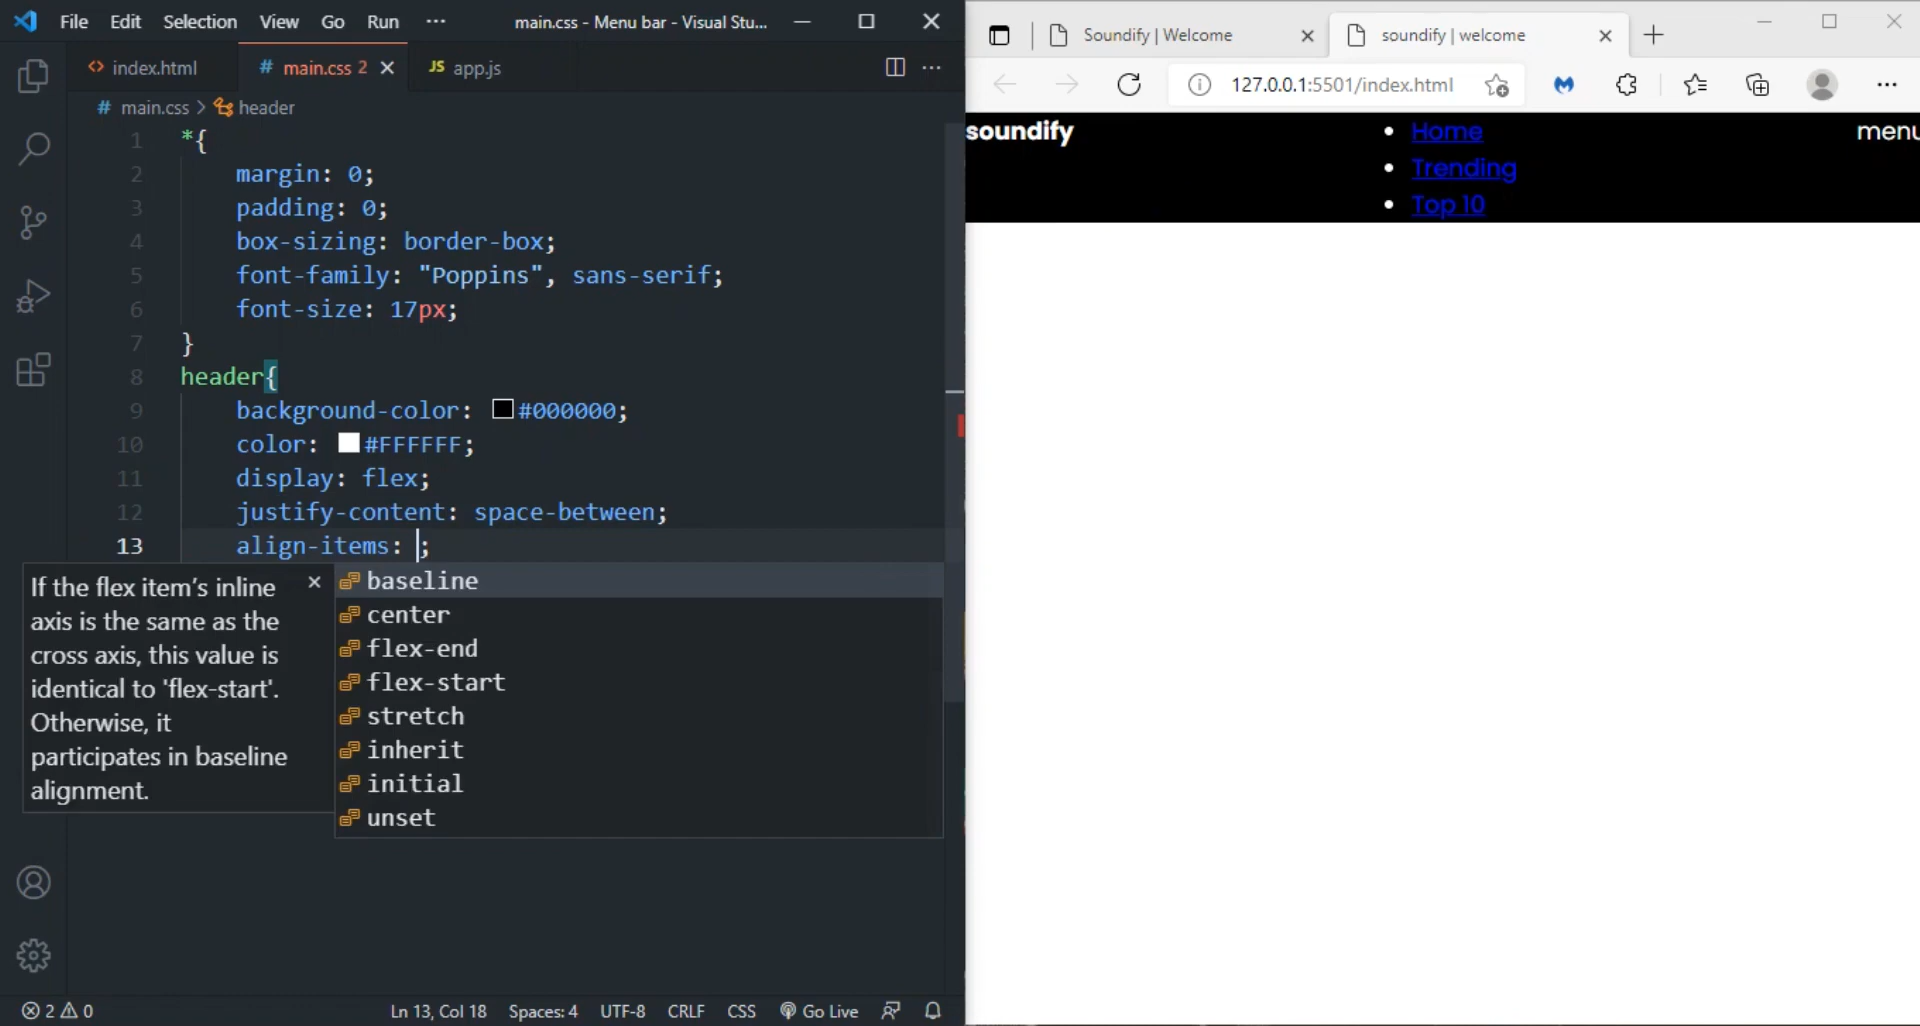 File Edit Selection View Go Run ··· main.css - Menu bar - Visual Stu...
index.html # main.css 2 JS app.js
# main.css > header
1 *{
2 margin: 0;
3 padding: 0;
4 box-sizing: border-box;
5 font-family: "Poppins", sans-serif;
6 font-size: 17px;
7 }
8 header{
9 background-color: #000000;
10 color: #FFFFFF;
11 display: flex;
12 justify-content: space-between;
13 align-items: ;
If the flex item's inline
axis is the same as the
cross axis, this value is
identical to 'flex-start'.
Otherwise, it
participates in baseline
alignment.
baseline
center
flex-end
flex-start
stretch
inherit
initial
unset
2 0 Ln 13, Col 18 Spaces: 4 UTF-8 CRLF CSS Go Live
Soundify | Welcome soundify | welcome
127.0.0.1:5501/index.html
soundify
• Home
• Trending
• Top 10
menu